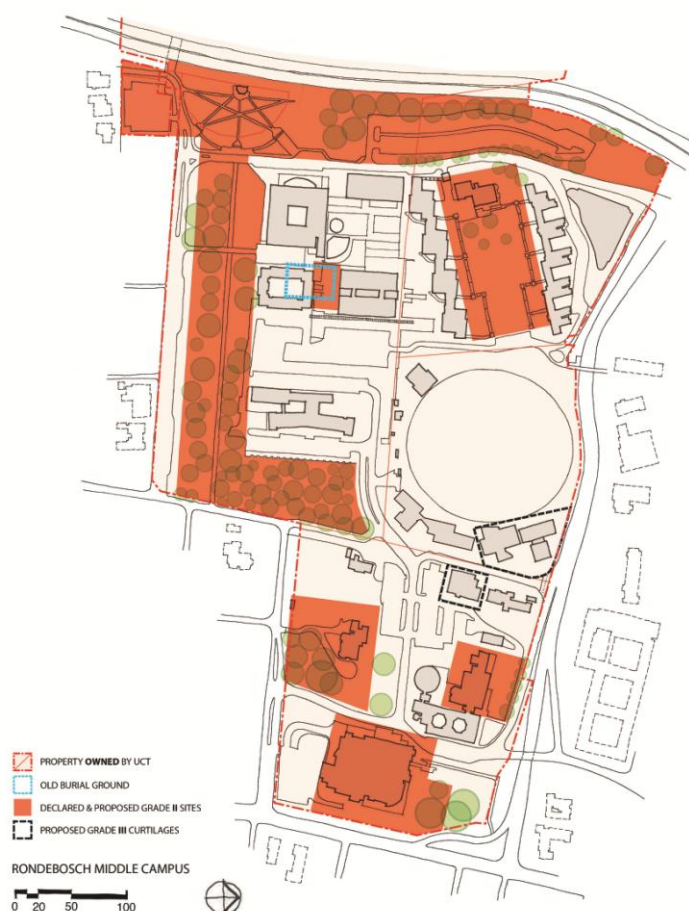 PROPERTY OWNED BY UCT
OLD BURIAL GROUND
DECLARED & PROPOSED GRADE II SITES
PROPOSED GRADE III CURTILAGES
RONDEBOSCH MIDDLE CAMPUS
0 20 50 100